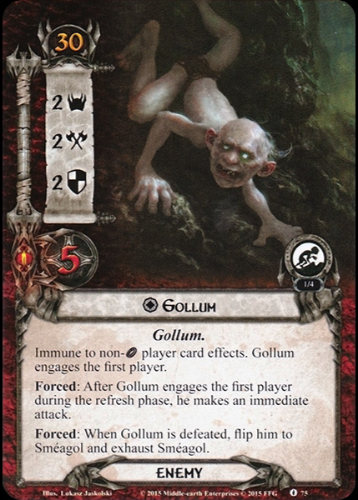 30
2
2
2
5
1/4
Gollum
Gollum.
Immune to non- player card effects. Gollum
engages the first player.
Forced: After Gollum engages the first player
during the refresh phase, he makes an immediate
attack.
Forced: When Gollum is defeated, flip him to
Sméagol and exhaust Sméagol.
ENEMY
Illus. Lukasz Jaskolski
© 2015 Middle-earth Enterprises © 2015 FFG
75